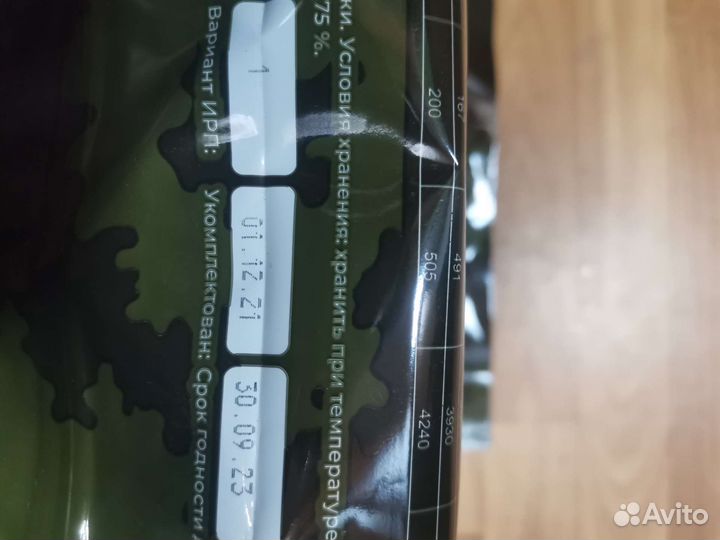 167 491 3930
200 505 4240
ки. Условия хранения: хранить при температуре
75 %.
1 01.12.21 30.09.23
Вариант ИРП: Укомплектован: Срок годности
Avito